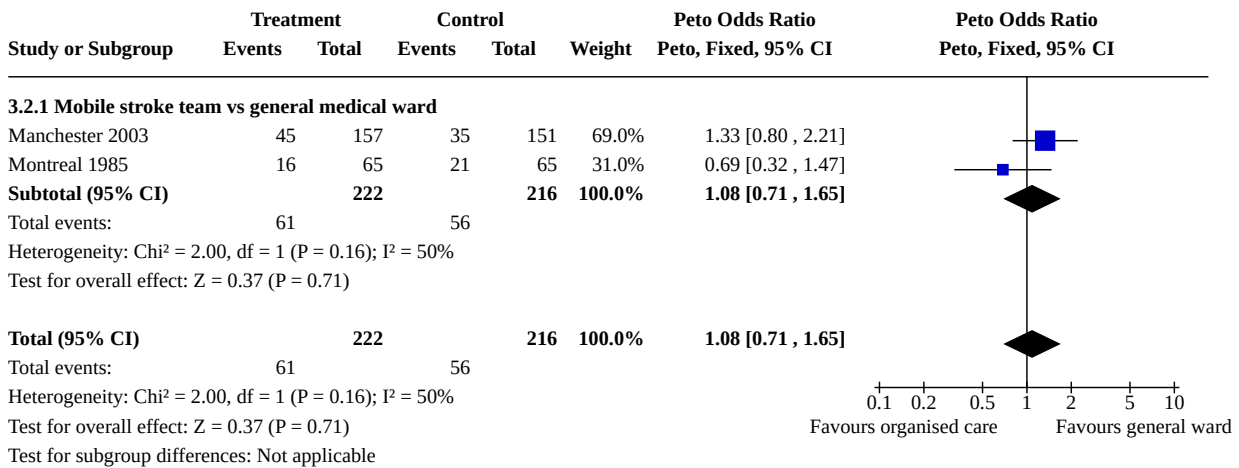 Treatment Control Peto Odds Ratio Peto Odds Ratio
Study or Subgroup Events Total Events Total Weight Peto, Fixed, 95% CI Peto, Fixed, 95% CI
3.2.1 Mobile stroke team vs general medical ward
Manchester 2003 45 157 35 151 69.0% 1.33 [0.80 , 2.21]
Montreal 1985 16 65 21 65 31.0% 0.69 [0.32 , 1.47]
Subtotal (95% CI) 222 216 100.0% 1.08 [0.71 , 1.65]
Total events: 61 56
Heterogeneity: Chi² = 2.00, df = 1 (P = 0.16); I² = 50%
Test for overall effect: Z = 0.37 (P = 0.71)
Total (95% CI) 222 216 100.0% 1.08 [0.71 , 1.65]
Total events: 61 56
Heterogeneity: Chi² = 2.00, df = 1 (P = 0.16); I² = 50%
0.1 0.2 0.5 1 2 5 10
Test for overall effect: Z = 0.37 (P = 0.71) Favours organised care Favours general ward
Test for subgroup differences: Not applicable